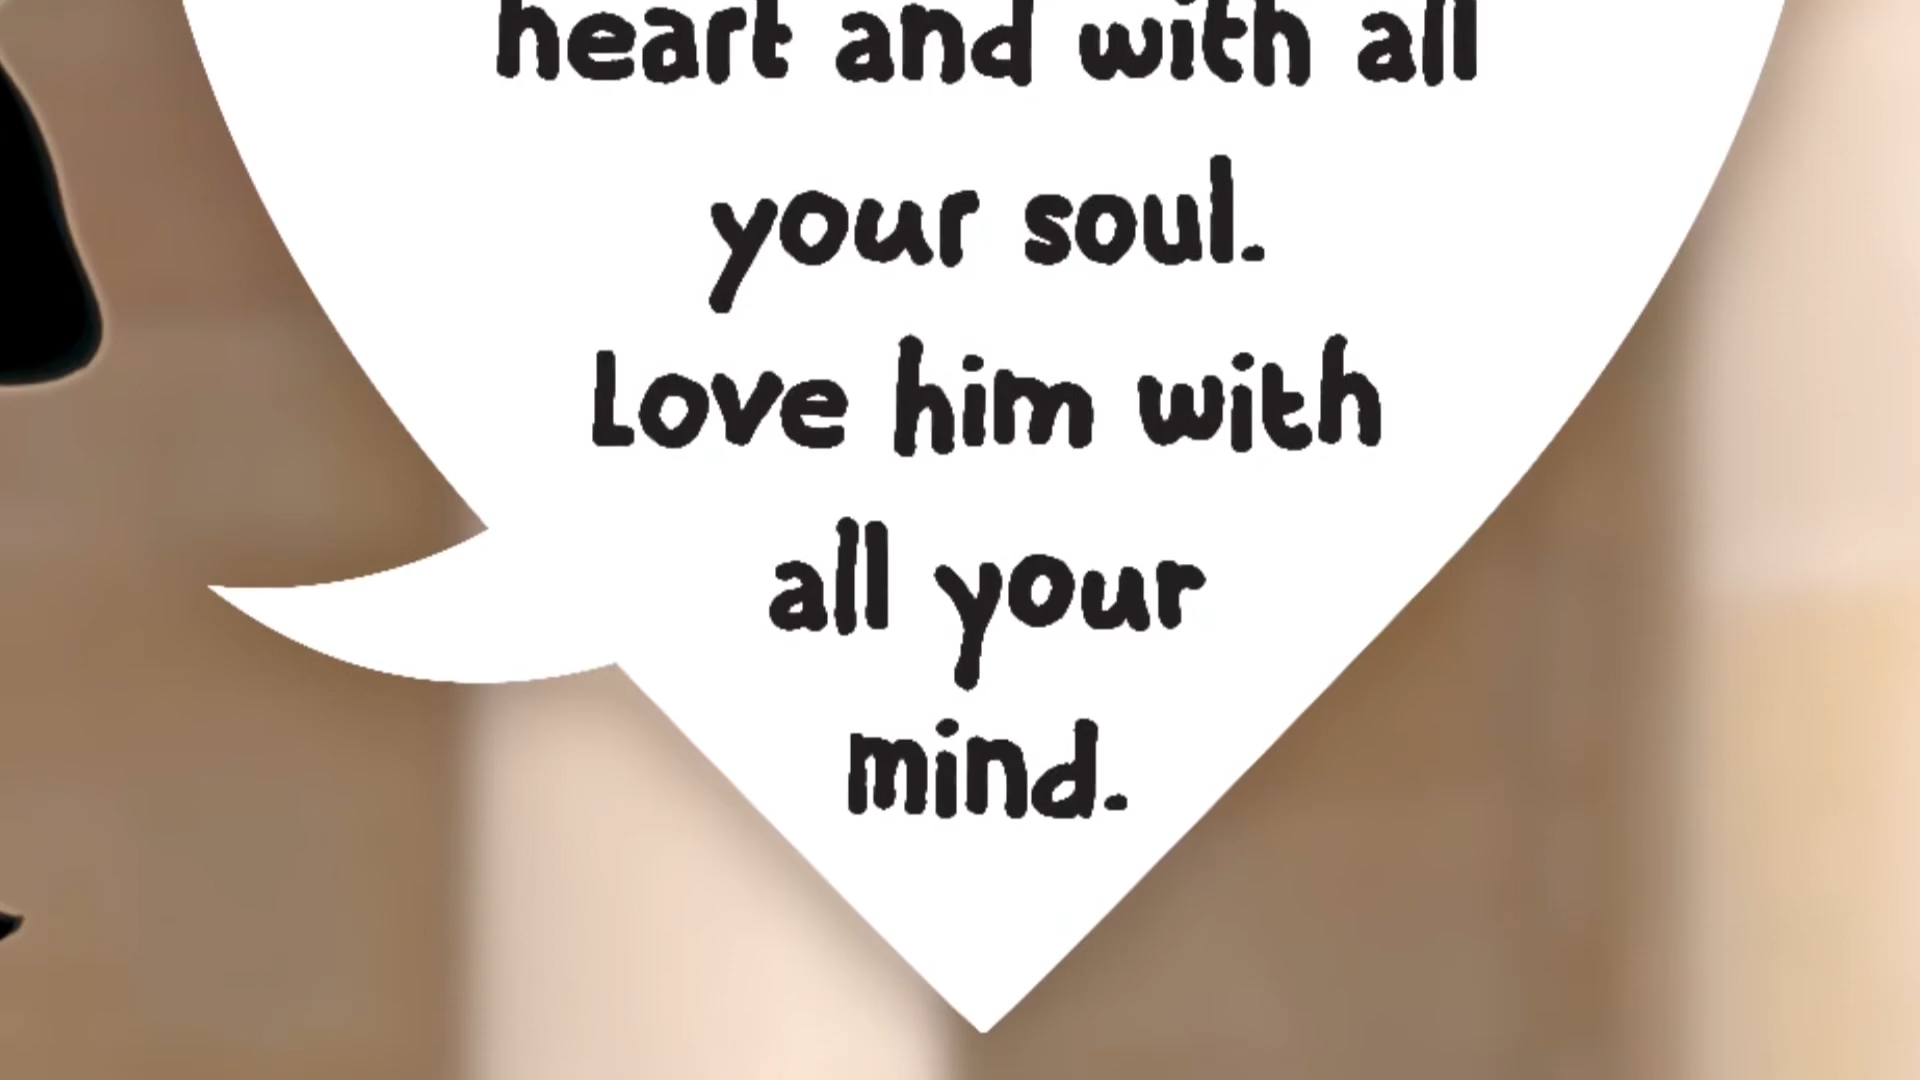 heart and with all
your soul.
Love him with
all your
mind.